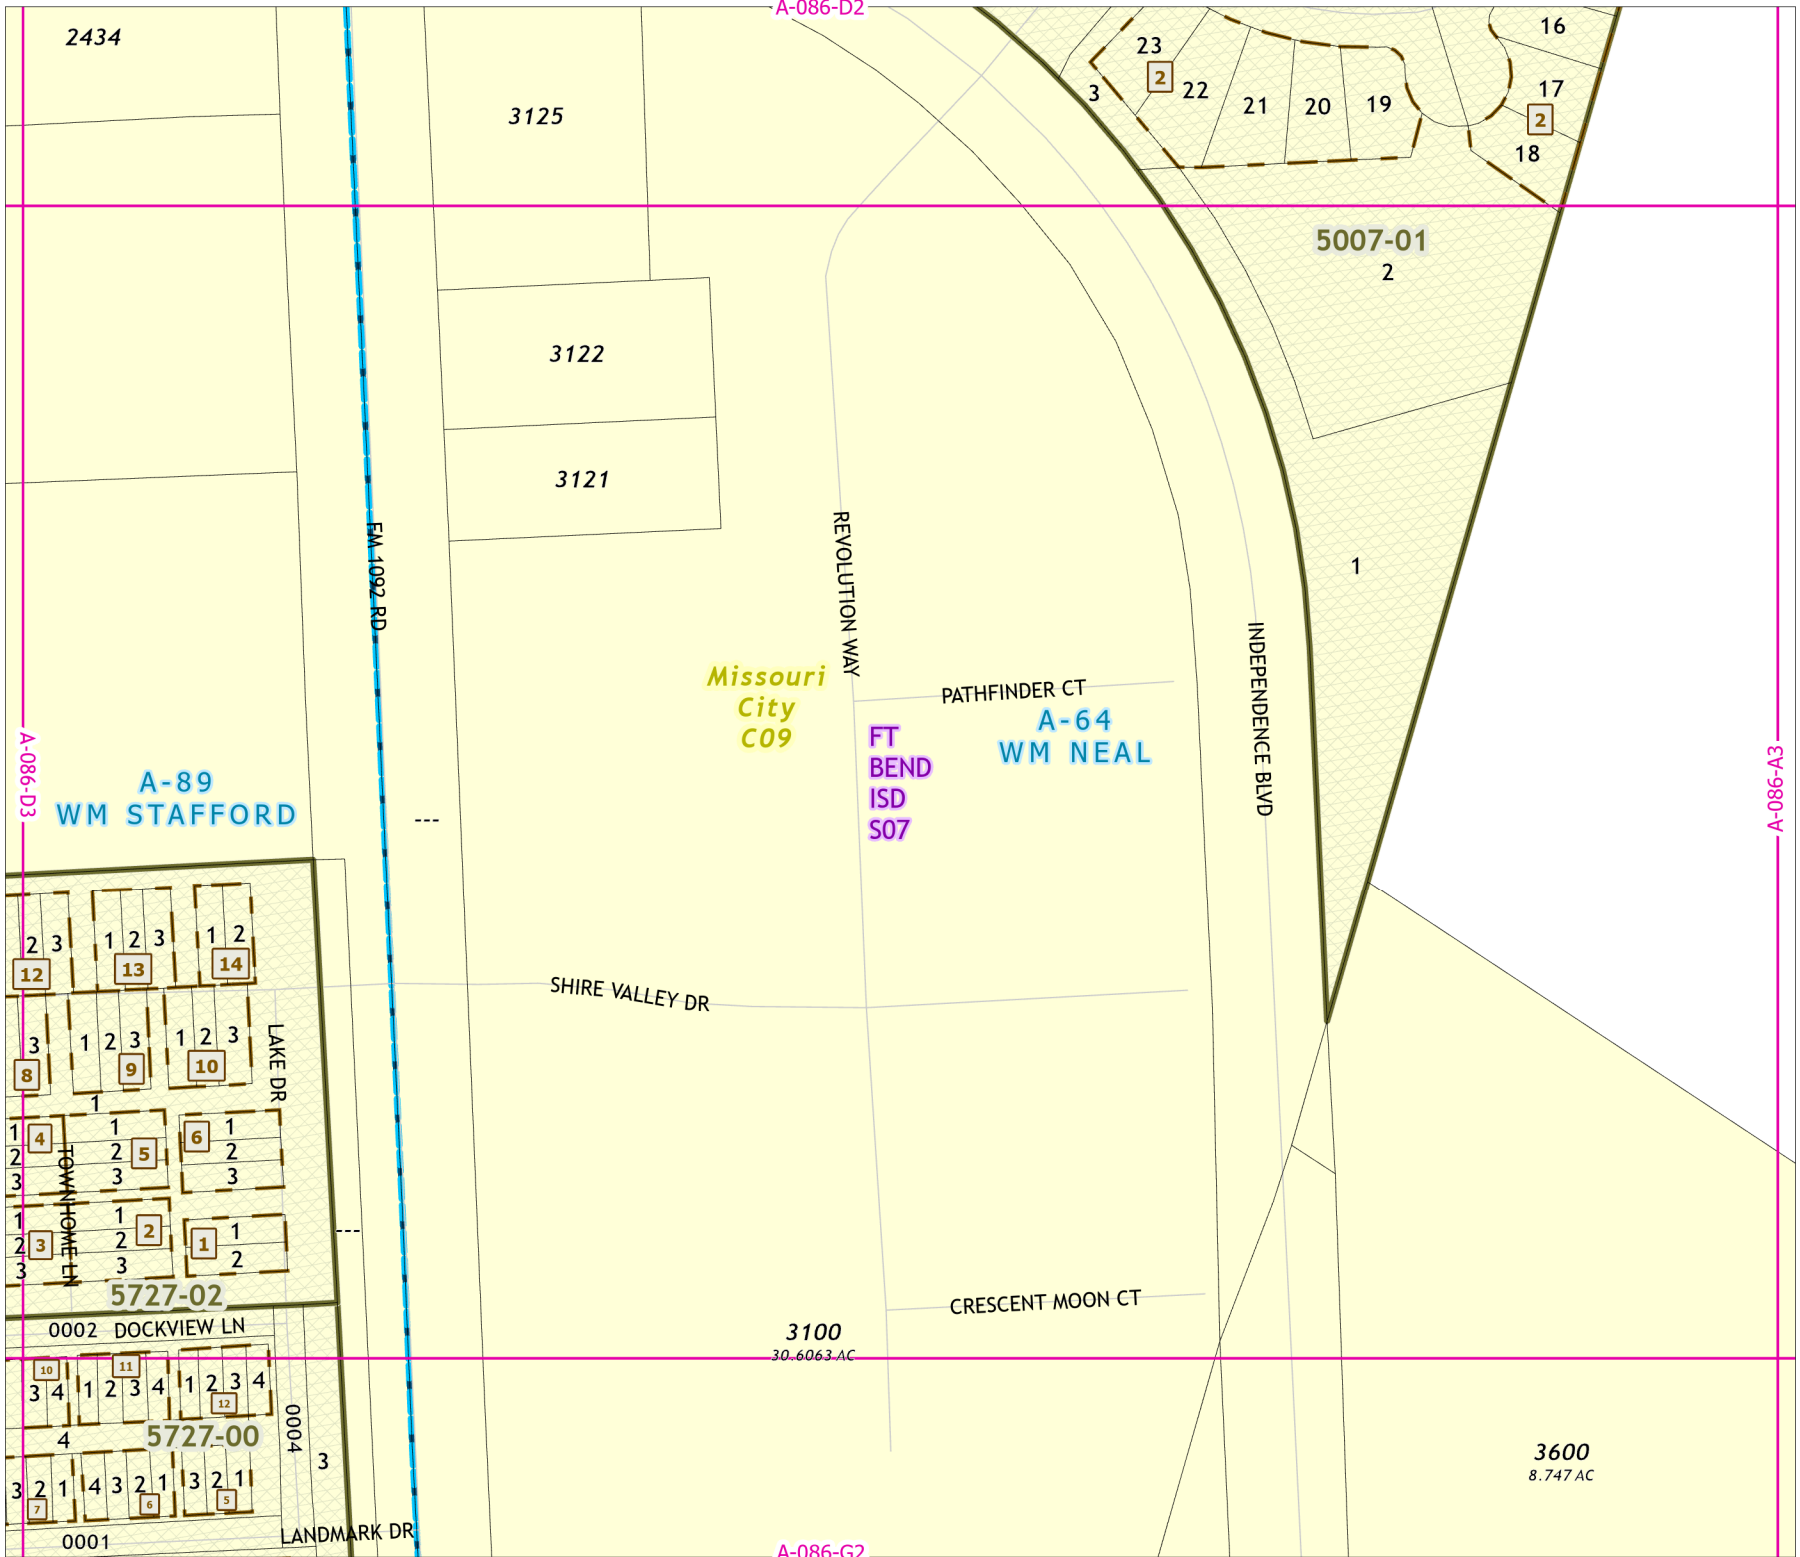 A-086-D2
2434
3125
23
2
22
3
21
20
19
16
17
2
18
5007-01
2
3122
3121
1
FM 1092 RD
REVOLUTION WAY
INDEPENDENCE BLVD
PATHFINDER CT
Missouri
City
C09
FT
BEND
ISD
S07
A-64
WM NEAL
A-086-D3
A-086-A3
A-89
WM STAFFORD
---
2 3
12
1 2 3
13
1 2
14
SHIRE VALLEY DR
3
8
1 2 3
9
1 2 3
10
LAKE DR
1
1
2
3
4
1
2
3
5
6
1
2
3
TOWNHOME LN
1
2
3
3
1
2
3
2
1
1
2
---
5727-02
0002 DOCKVIEW LN
CRESCENT MOON CT
3100
30.6063 AC
10
3 4
11
1 2 3 4
1 2 3 4
12
5727-00
4
0004
3
3 2 1
7
4 3 2 1
6
3 2 1
5
3600
8.747 AC
0001
LANDMARK DR
A-086-G2